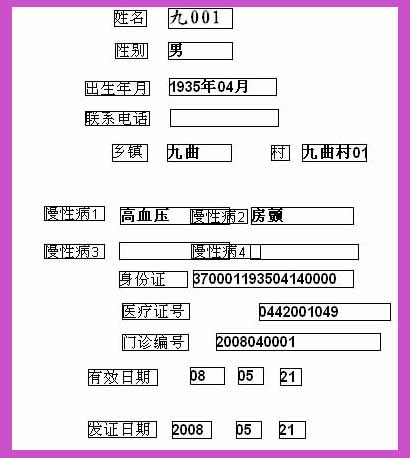 姓名 九001
性别 男
出生年月 1935年04月
联系电话
乡镇 九曲 村 九曲村01
慢性病1 高血压 慢性病2 房颤
慢性病3 慢性病4
身份证 370001193504140000
医疗证号 0442001049
门诊编号 2008040001
有效日期 08 05 21
发证日期 2008 05 21